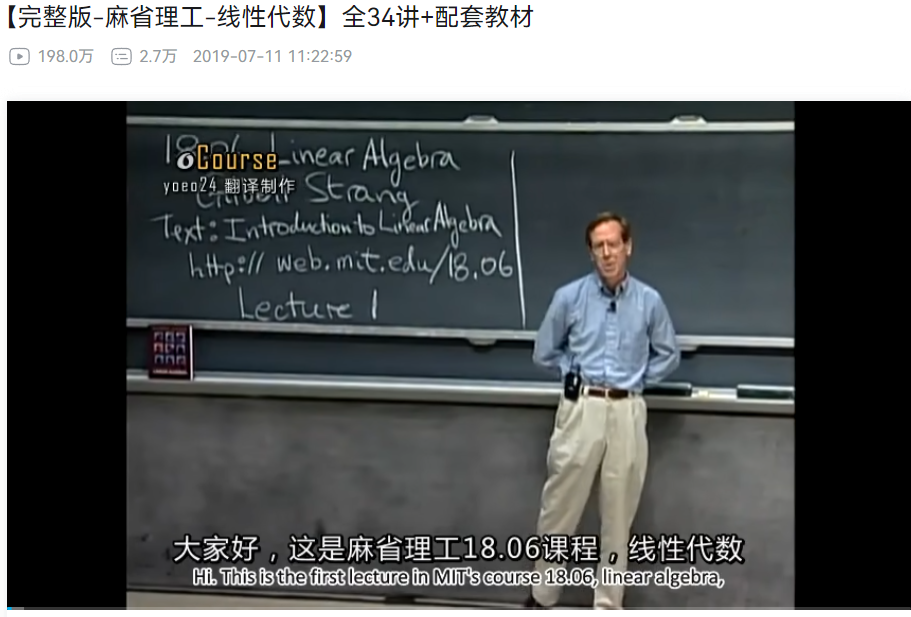 【完整版-麻省理工-线性代数】全34讲+配套教材
198.0万 2.7万 2019-07-11 11:22:59
Linear Algebra
oCourse
yoeo24 翻译制作
Strang
Text: Introduction to Linear Algebra
http:// web.mit.edu/18.06
Lecture 1
大家好，这是麻省理工18.06课程，线性代数
Hi. This is the first lecture in MIT's course 18.06, linear algebra,